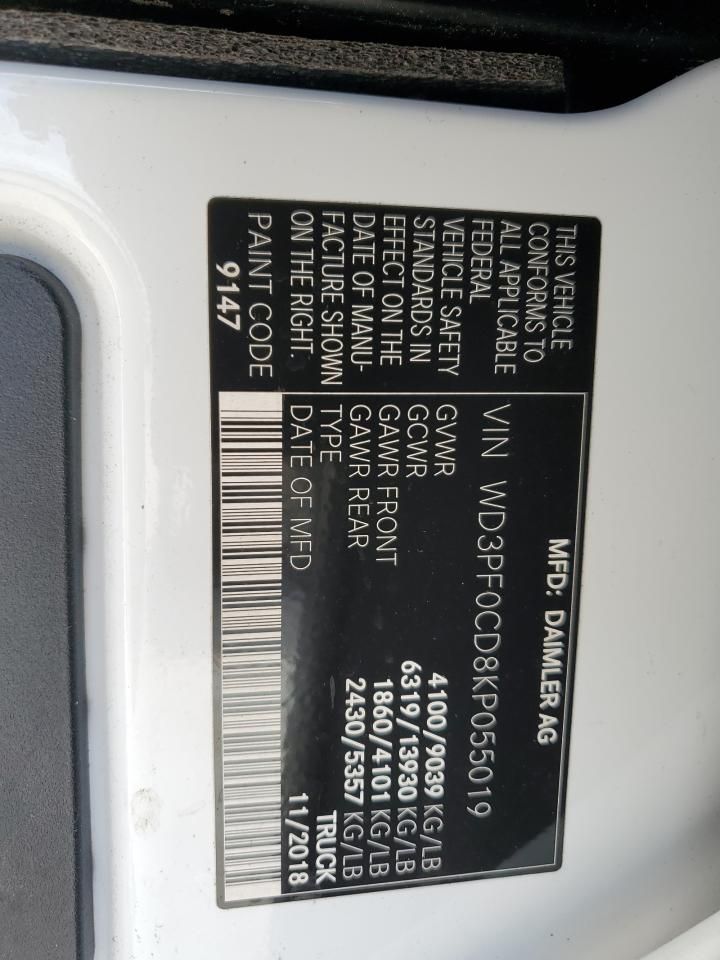 MFD: DAIMLER AG
THIS VEHICLE
CONFORMS TO
ALL APPLICABLE
FEDERAL
VEHICLE SAFETY
STANDARDS IN
EFFECT ON THE
DATE OF MANU-
FACTURE SHOWN
ON THE RIGHT.
PAINT CODE
9147
VIN WD3PF0CD8KP055019
GVWR 4100/9039 KG/LB
GCWR 6319/13930 KG/LB
GAWR FRONT 1860/4101 KG/LB
GAWR REAR 2430/5357 KG/LB
TYPE TRUCK
DATE OF MFD 11/2018